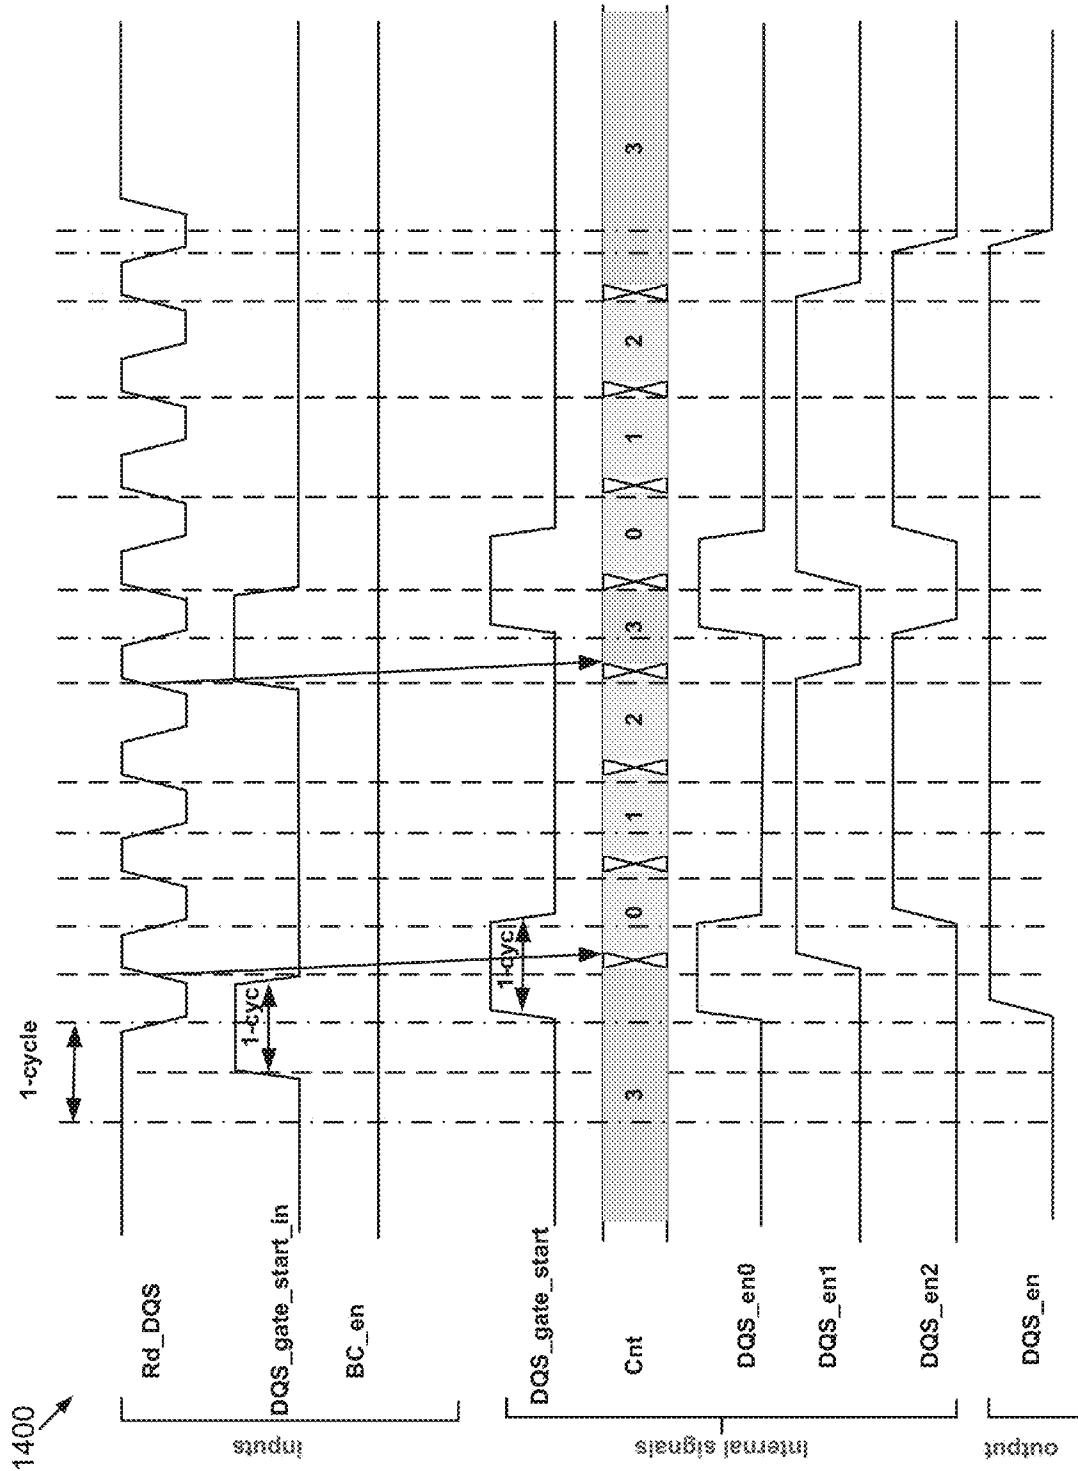 1400
inputs
Rd_DQS
DQS_gate_start_in
BC_en
1-cycle
1-cyc
internal signals
DQS_gate_start
1-cyc
Cnt
3
0
1
2
3
0
1
2
3
DQS_en0
DQS_en1
DQS_en2
output
DQS_en